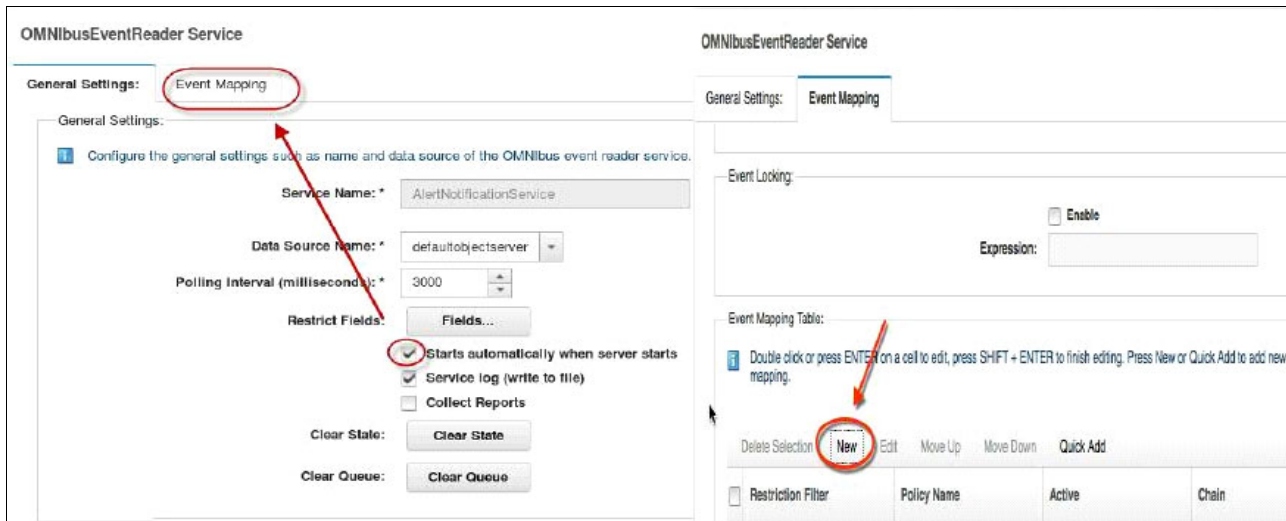 OMNIbusEventReader Service
General Settings:
Event Mapping
General Settings:
Configure the general settings such as name and data source of the OMNIbus event reader service.
Service Name: *
AlertNotificationService
Data Source Name: *
defaultobjectserver
Polling Interval (milliseconds): *
3000
Restrict Fields:
Fields...
Starts automatically when server starts
Service log (write to file)
Collect Reports
Clear State:
Clear State
Clear Queue:
Clear Queue
OMNIbusEventReader Service
General Settings:
Event Mapping
Event Locking:
Enable
Expression:
Event Mapping Table:
Double click or press ENTER on a cell to edit, press SHIFT + ENTER to finish editing. Press New or Quick Add to add new
mapping.
Delete Selection
New
Edit
Move Up
Move Down
Quick Add
Restriction Filter
Policy Name
Active
Chain